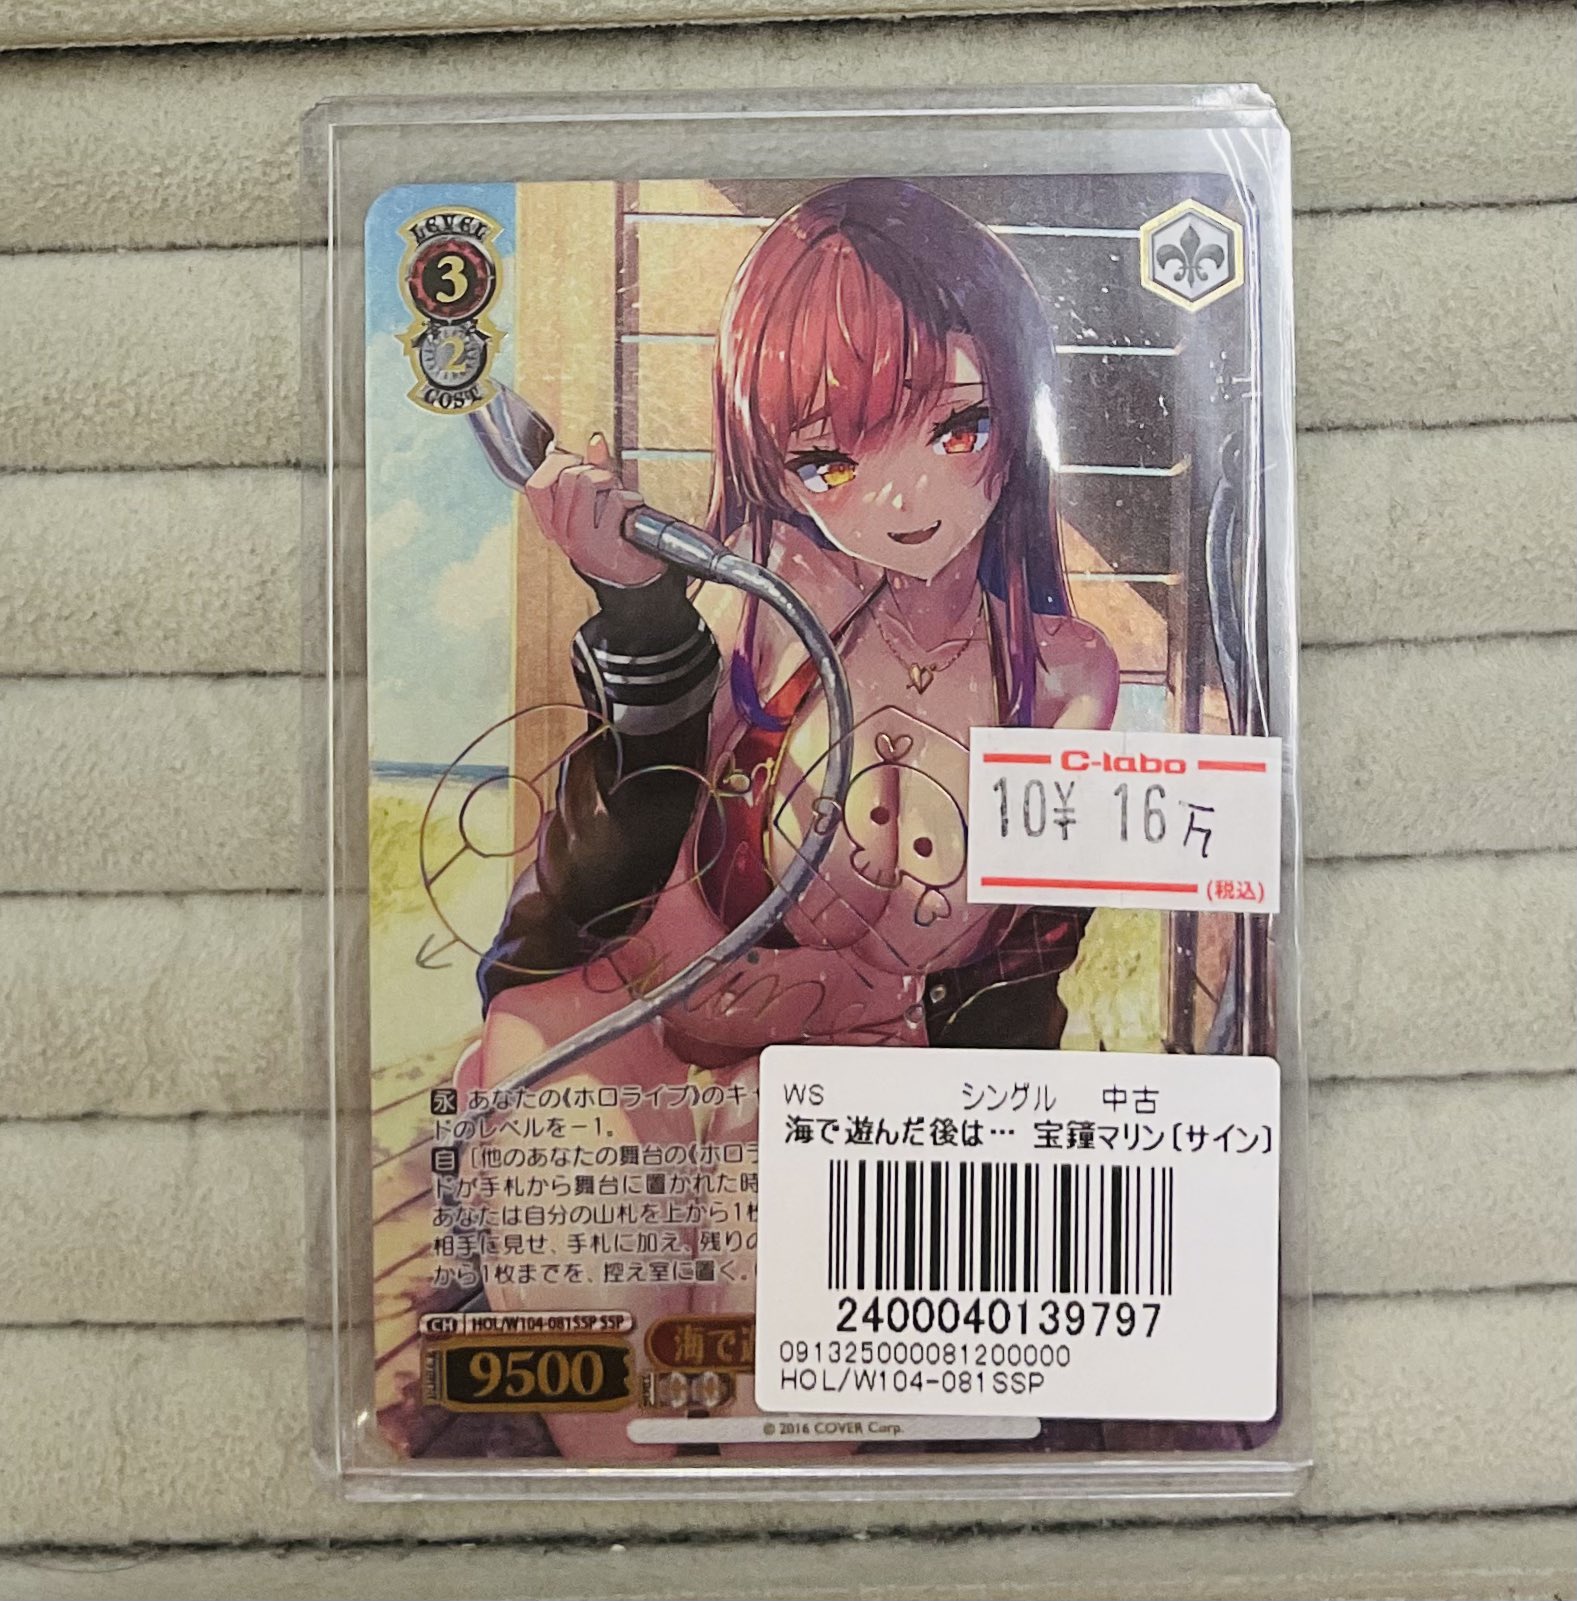 LEVEL
3
2
COST
C-labo
10¥ 16万
(税込)
永 あなたの《ホロライブ》のキャ
ドのレベルを－1。
自［他のあなたの舞台の《ホロラ
ドが手札から舞台に置かれた時
あなたは自分の山札を上から1枚
相手に見せ、手札に加え、残りの
から1枚までを、控え室に置く。
CH HOL/W104-081SSP SSP
9500
海で遊
© 2016 COVER Corp.
WS シングル 中古
海で遊んだ後は… 宝鐘マリン〔サイン〕
2400040139797
091325000081200000
HOL/W104-081SSP